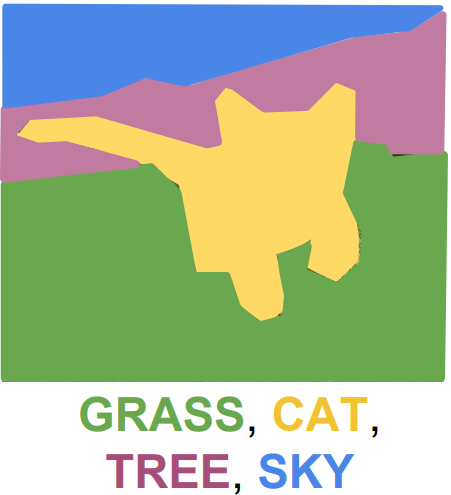 GRASS, CAT,
TREE, SKY